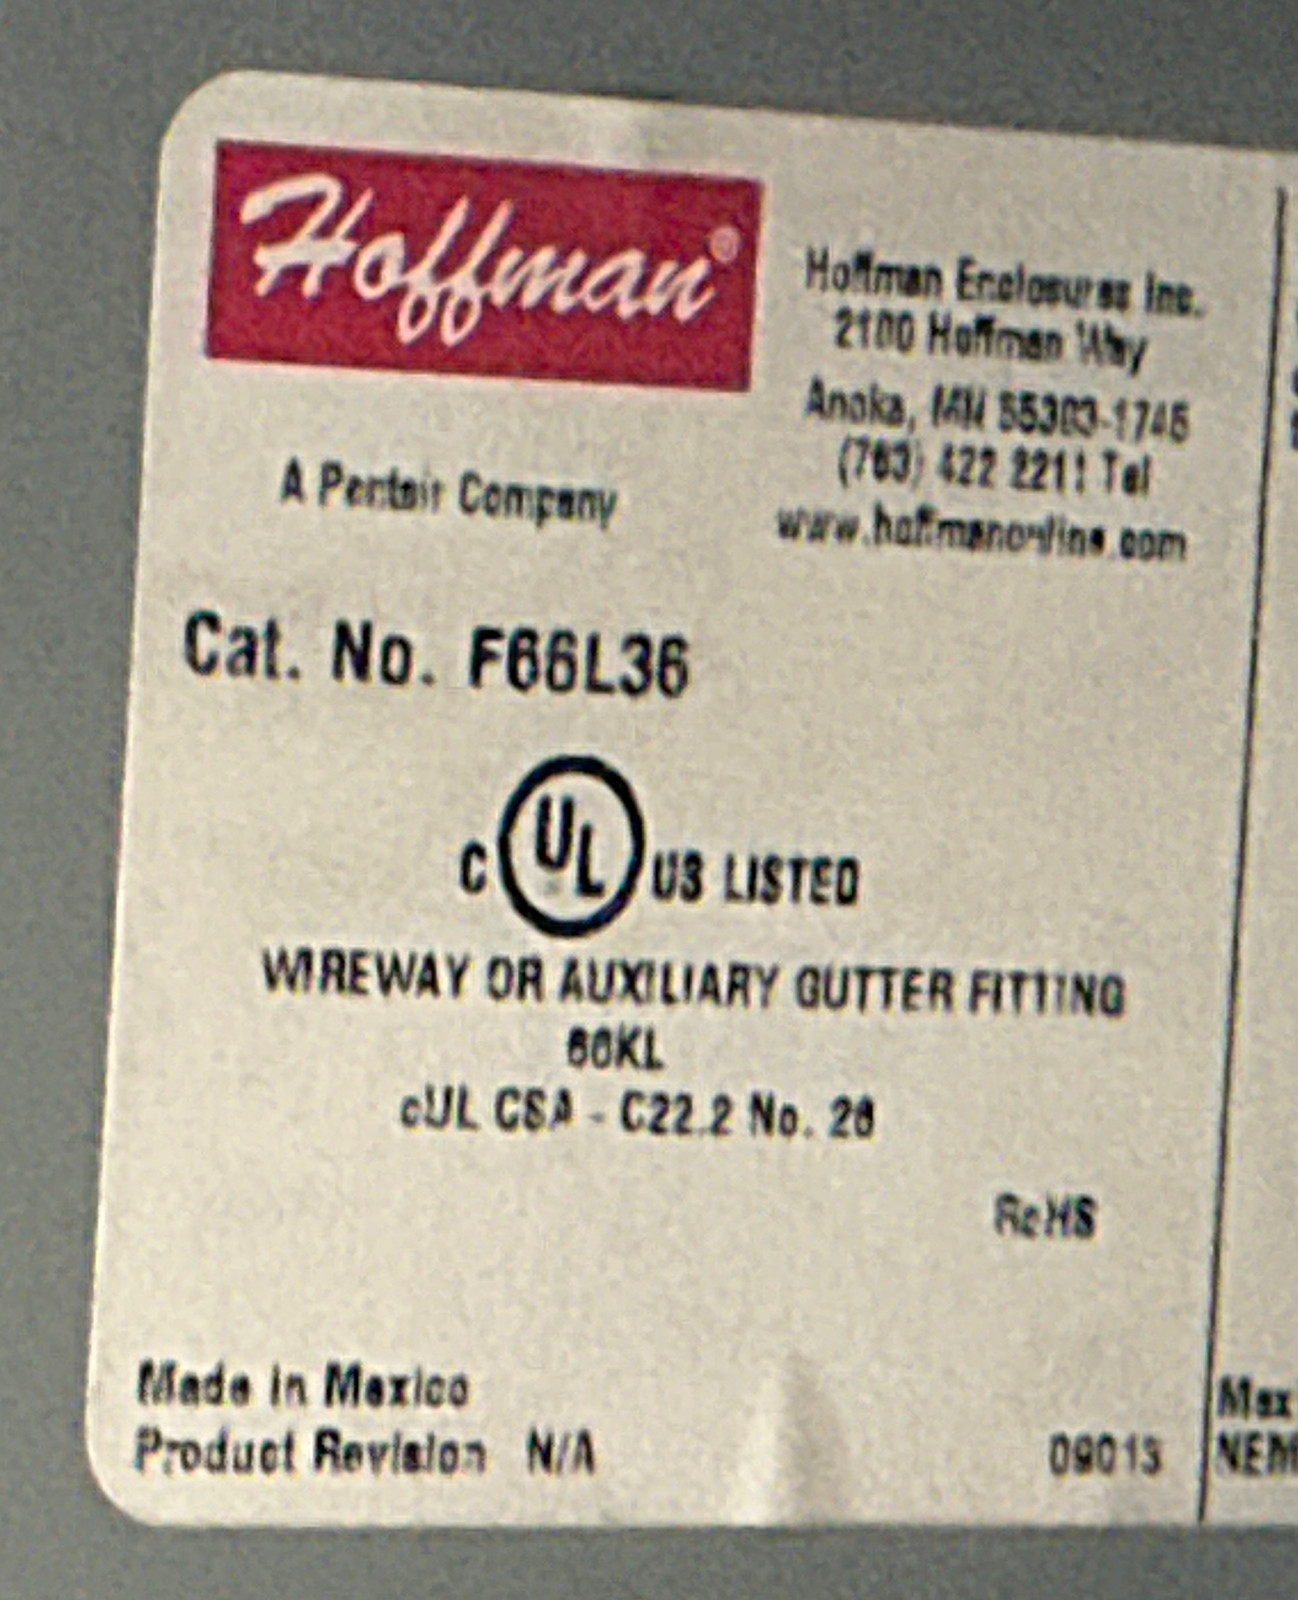 Hoffman®
Hoffman Enclosures Inc.
2100 Hoffman Way
Anoka, MN 55303-1745
(763) 422 2211 Tel
www.hoffmanonline.com
A Pentair Company
Cat. No. F66L36
C UL US LISTED
WIREWAY OR AUXILIARY GUTTER FITTING
66KL
cUL CSA - C22.2 No. 26
RoHS
Made in Mexico
Product Revision N/A
09013
Max